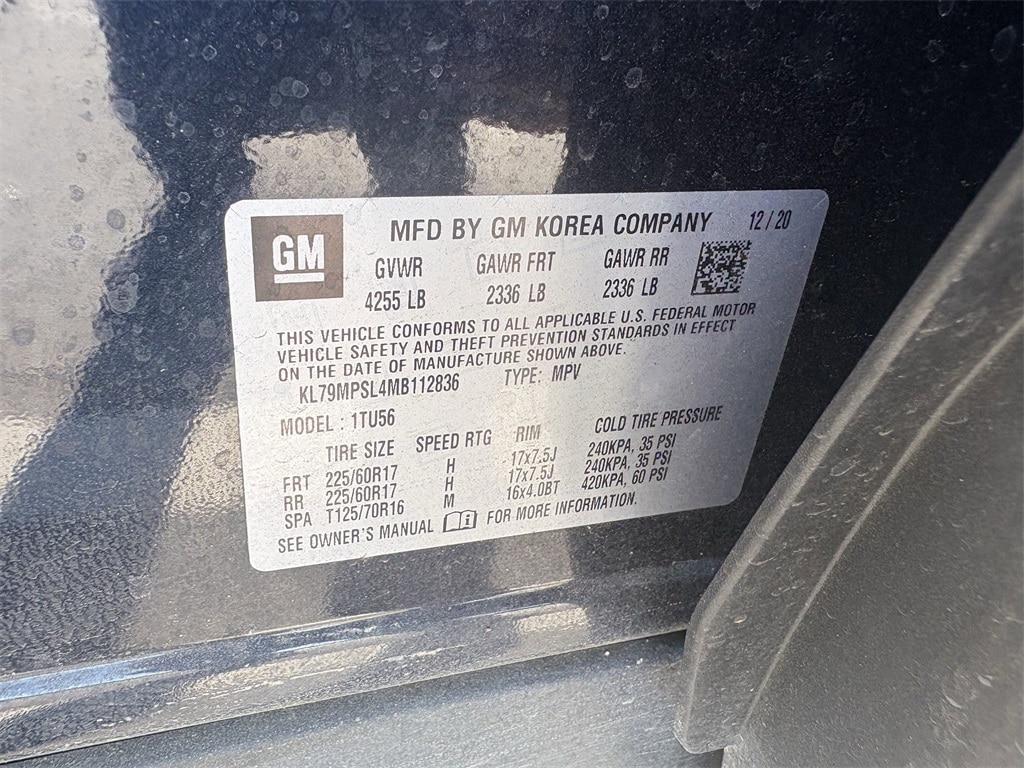 GM
MFD BY GM KOREA COMPANY 12/20
GVWR GAWR FRT GAWR RR
4255 LB 2336 LB 2336 LB
THIS VEHICLE CONFORMS TO ALL APPLICABLE U.S. FEDERAL MOTOR
VEHICLE SAFETY AND THEFT PREVENTION STANDARDS IN EFFECT
ON THE DATE OF MANUFACTURE SHOWN ABOVE.
KL79MPSL4MB112836 TYPE: MPV
MODEL: 1TU56
TIRE SIZE SPEED RTG RIM COLD TIRE PRESSURE
FRT 225/60R17 H 17x7.5J 240KPA, 35 PSI
RR 225/60R17 H 17x7.5J 240KPA, 35 PSI
SPA T125/70R16 M 16x4.0BT 420KPA, 60 PSI
SEE OWNER'S MANUAL FOR MORE INFORMATION.